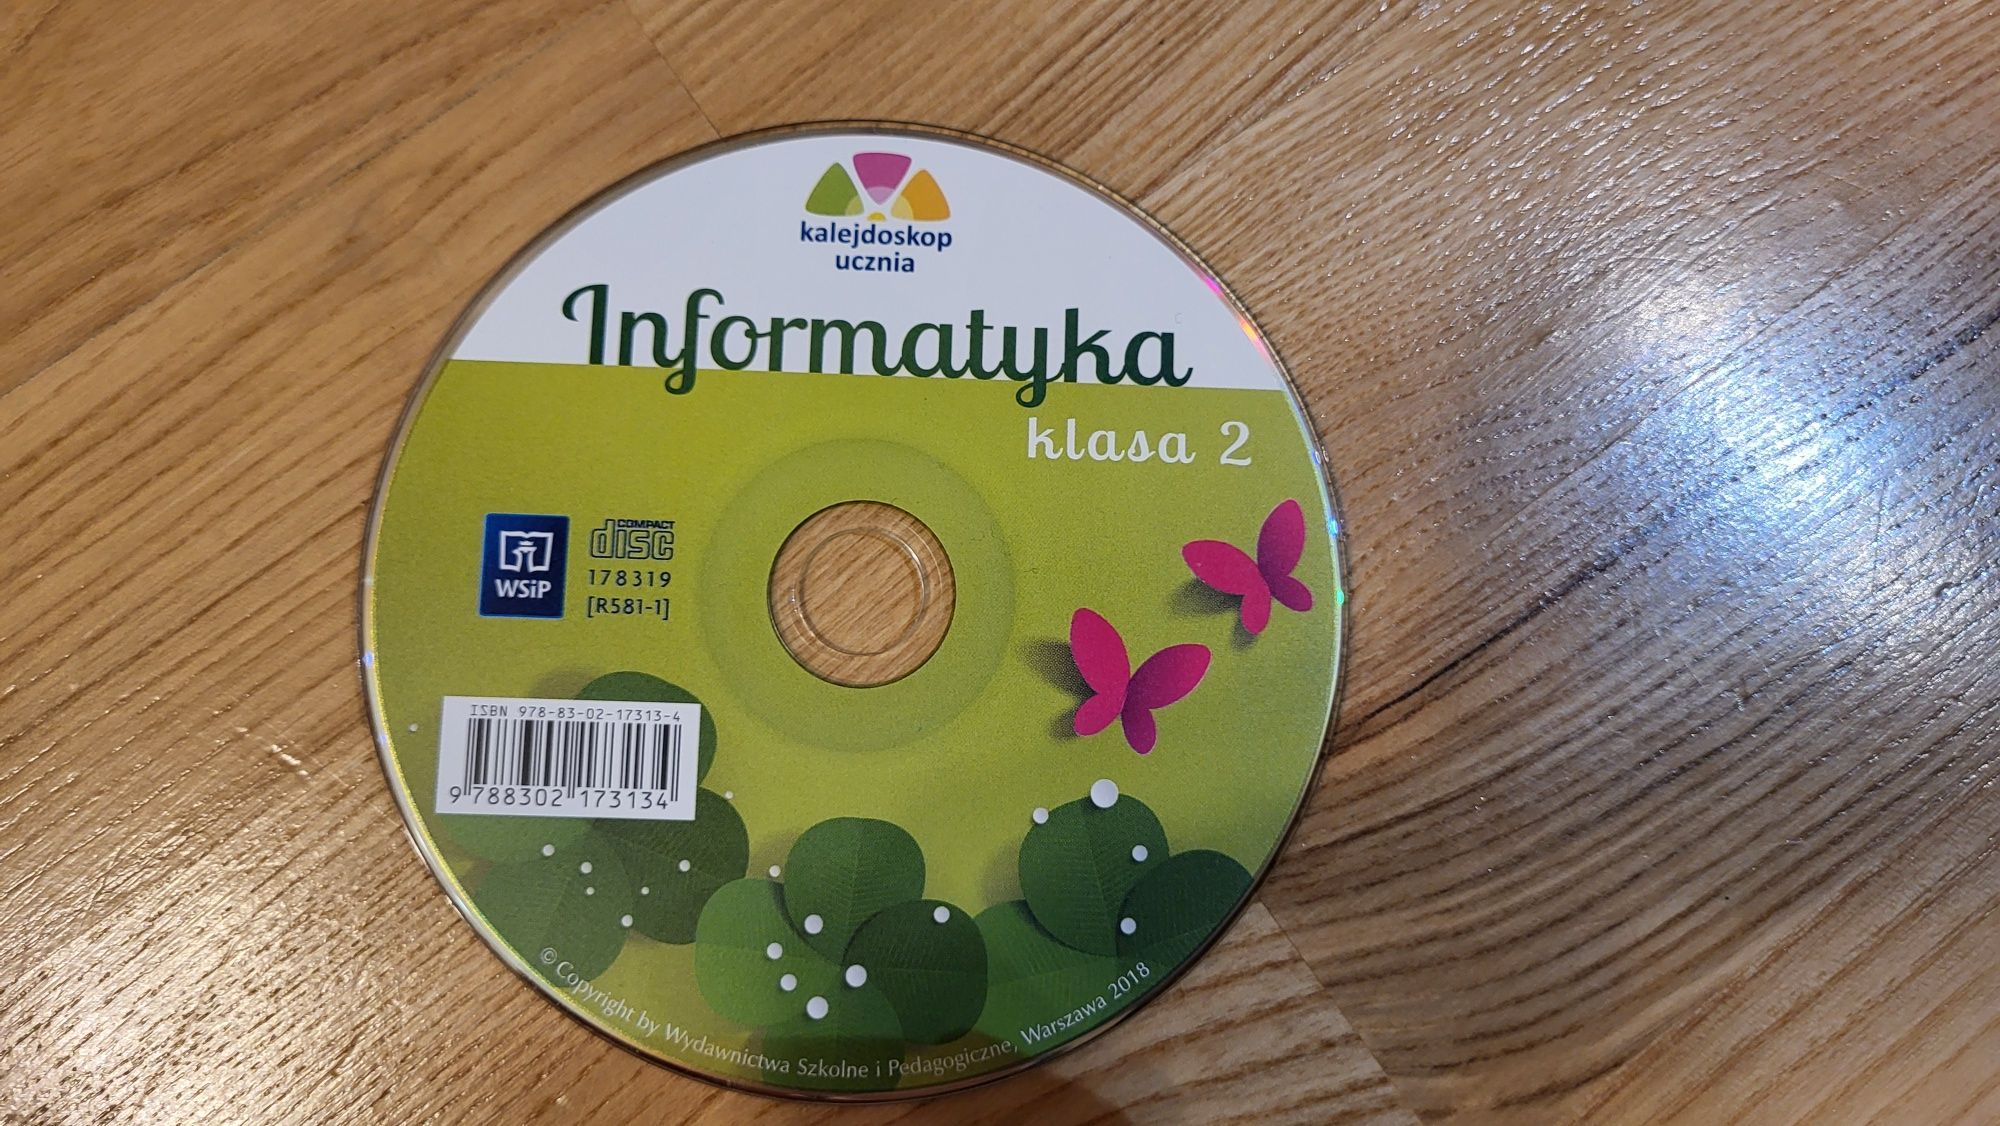 kalejdoskop
ucznia
Informatyka
klasa 2
WSiP
COMPACT
disc
178319
[R581-1]
ISBN 978-83-02-17313-4
9 788302 173134
© Copyright by Wydawnictwa Szkolne i Pedagogiczne, Warszawa 2018